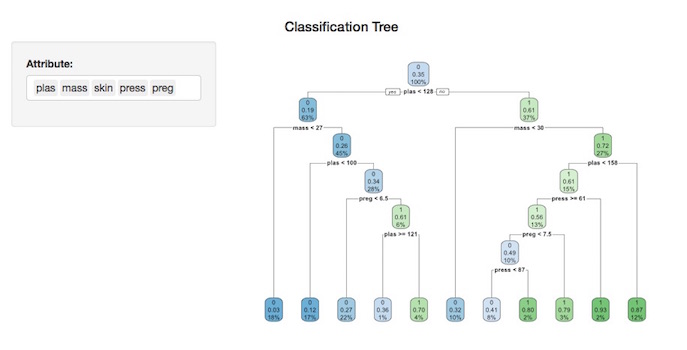 Classification Tree
Attribute:
plas mass skin press preg
0
0.35
100%
yes plas < 128 no
0
0.19
63%
1
0.61
37%
mass < 27
mass < 30
0
0.26
45%
1
0.72
27%
plas < 100
plas < 158
0
0.34
28%
1
0.61
15%
preg < 6.5
press >= 61
1
0.61
6%
1
0.56
13%
plas >= 121
preg < 7.5
0
0.49
10%
press < 87
0 0 0 0 1 0 0 1 1 1 1
0.03 0.12 0.27 0.36 0.70 0.32 0.41 0.80 0.79 0.93 0.87
18% 17% 22% 1% 4% 10% 8% 2% 3% 2% 12%